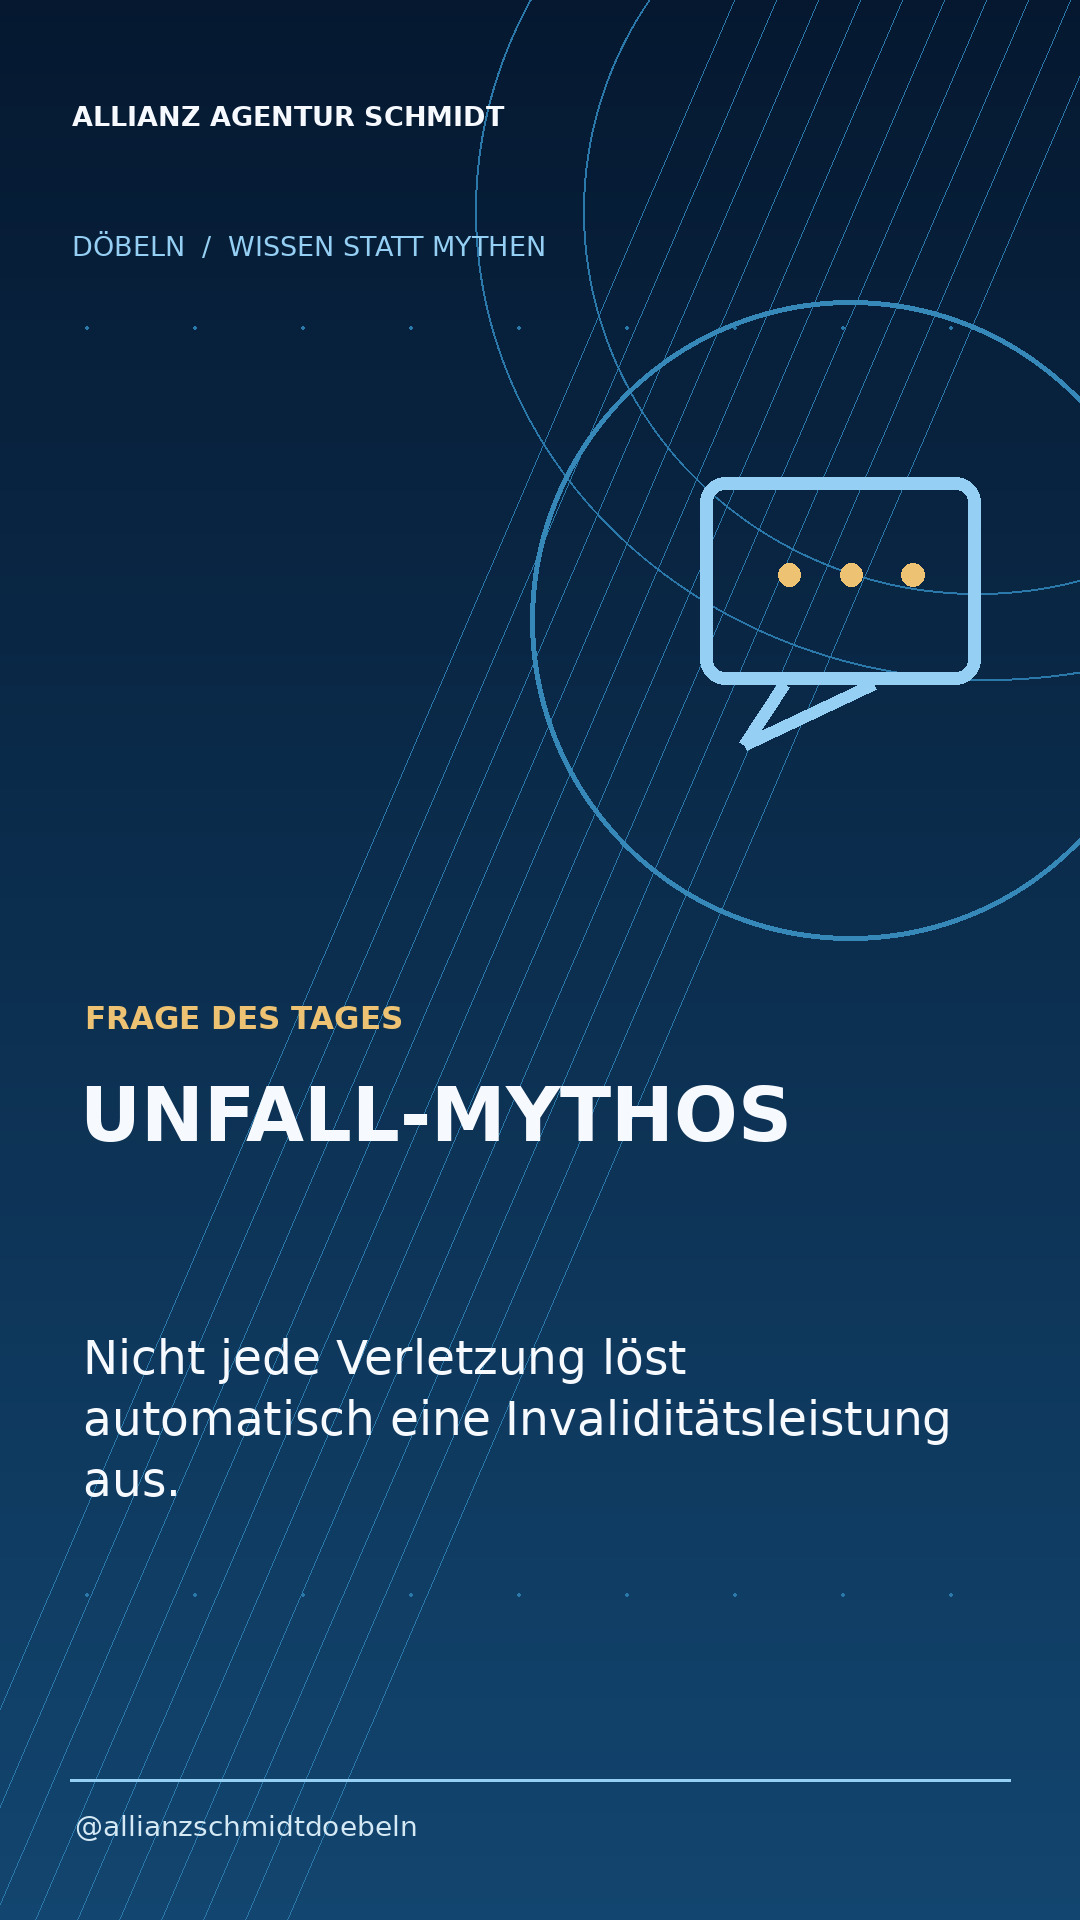 ALLIANZ AGENTUR SCHMIDT
DÖBELN / WISSEN STATT MYTHEN
FRAGE DES TAGES
UNFALL-MYTHOS
Nicht jede Verletzung löst
automatisch eine Invaliditätsleistung
aus.
@allianzschmidtdoebeln